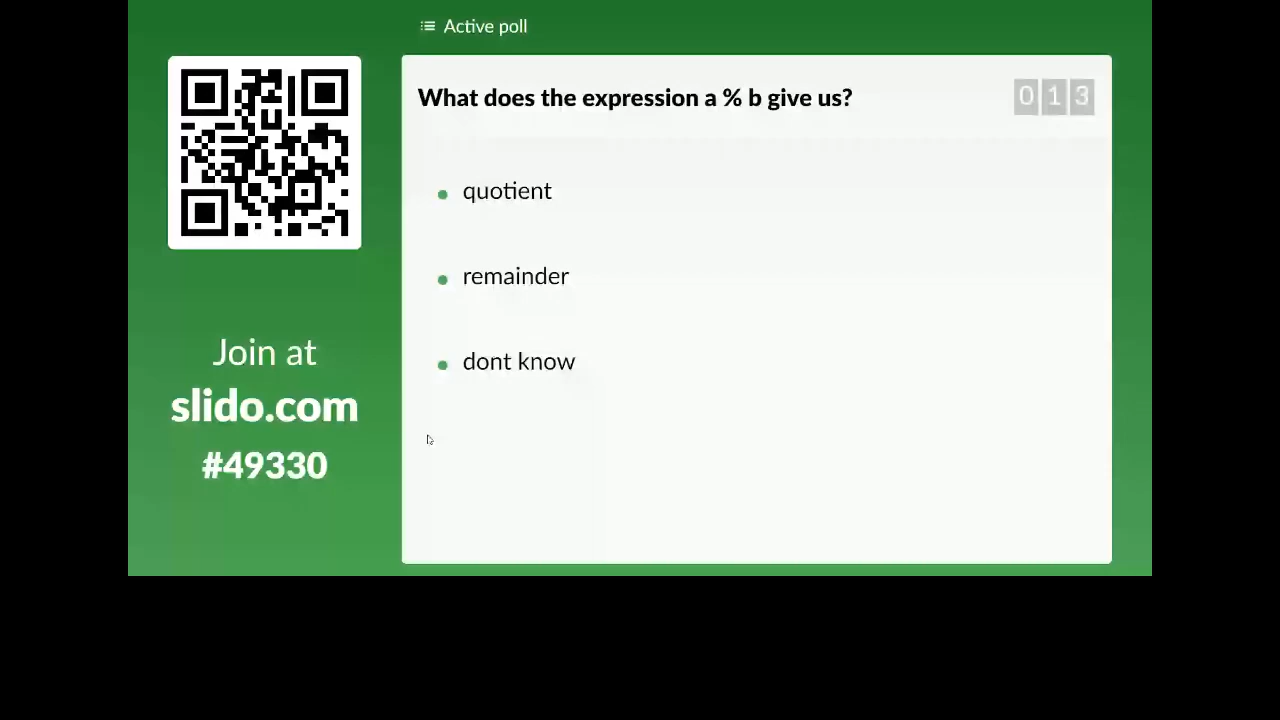 Active poll
What does the expression a % b give us?
013
quotient
remainder
dont know
Join at
slido.com
#49330